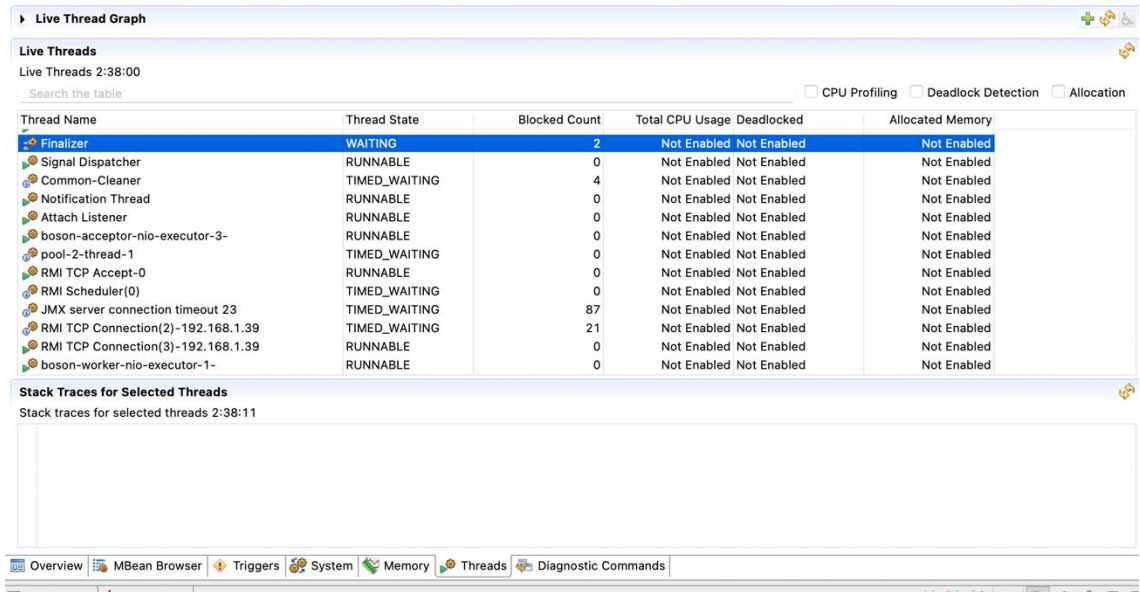 Live Thread Graph
Live Threads
Live Threads 2:38:00
Search the table CPU Profiling Deadlock Detection Allocation
Thread Name Thread State Blocked Count Total CPU Usage Deadlocked Allocated Memory
Finalizer WAITING 2 Not Enabled Not Enabled Not Enabled
Signal Dispatcher RUNNABLE 0 Not Enabled Not Enabled Not Enabled
Common-Cleaner TIMED_WAITING 4 Not Enabled Not Enabled Not Enabled
Notification Thread RUNNABLE 0 Not Enabled Not Enabled Not Enabled
Attach Listener RUNNABLE 0 Not Enabled Not Enabled Not Enabled
boson-acceptor-nio-executor-3- RUNNABLE 0 Not Enabled Not Enabled Not Enabled
pool-2-thread-1 TIMED_WAITING 0 Not Enabled Not Enabled Not Enabled
RMI TCP Accept-0 RUNNABLE 0 Not Enabled Not Enabled Not Enabled
RMI Scheduler(0) TIMED_WAITING 0 Not Enabled Not Enabled Not Enabled
JMX server connection timeout 23 TIMED_WAITING 87 Not Enabled Not Enabled Not Enabled
RMI TCP Connection(2)-192.168.1.39 TIMED_WAITING 21 Not Enabled Not Enabled Not Enabled
RMI TCP Connection(3)-192.168.1.39 RUNNABLE 0 Not Enabled Not Enabled Not Enabled
boson-worker-nio-executor-1- RUNNABLE 0 Not Enabled Not Enabled Not Enabled
Stack Traces for Selected Threads
Stack traces for selected threads 2:38:11
Overview MBean Browser Triggers System Memory Threads Diagnostic Commands